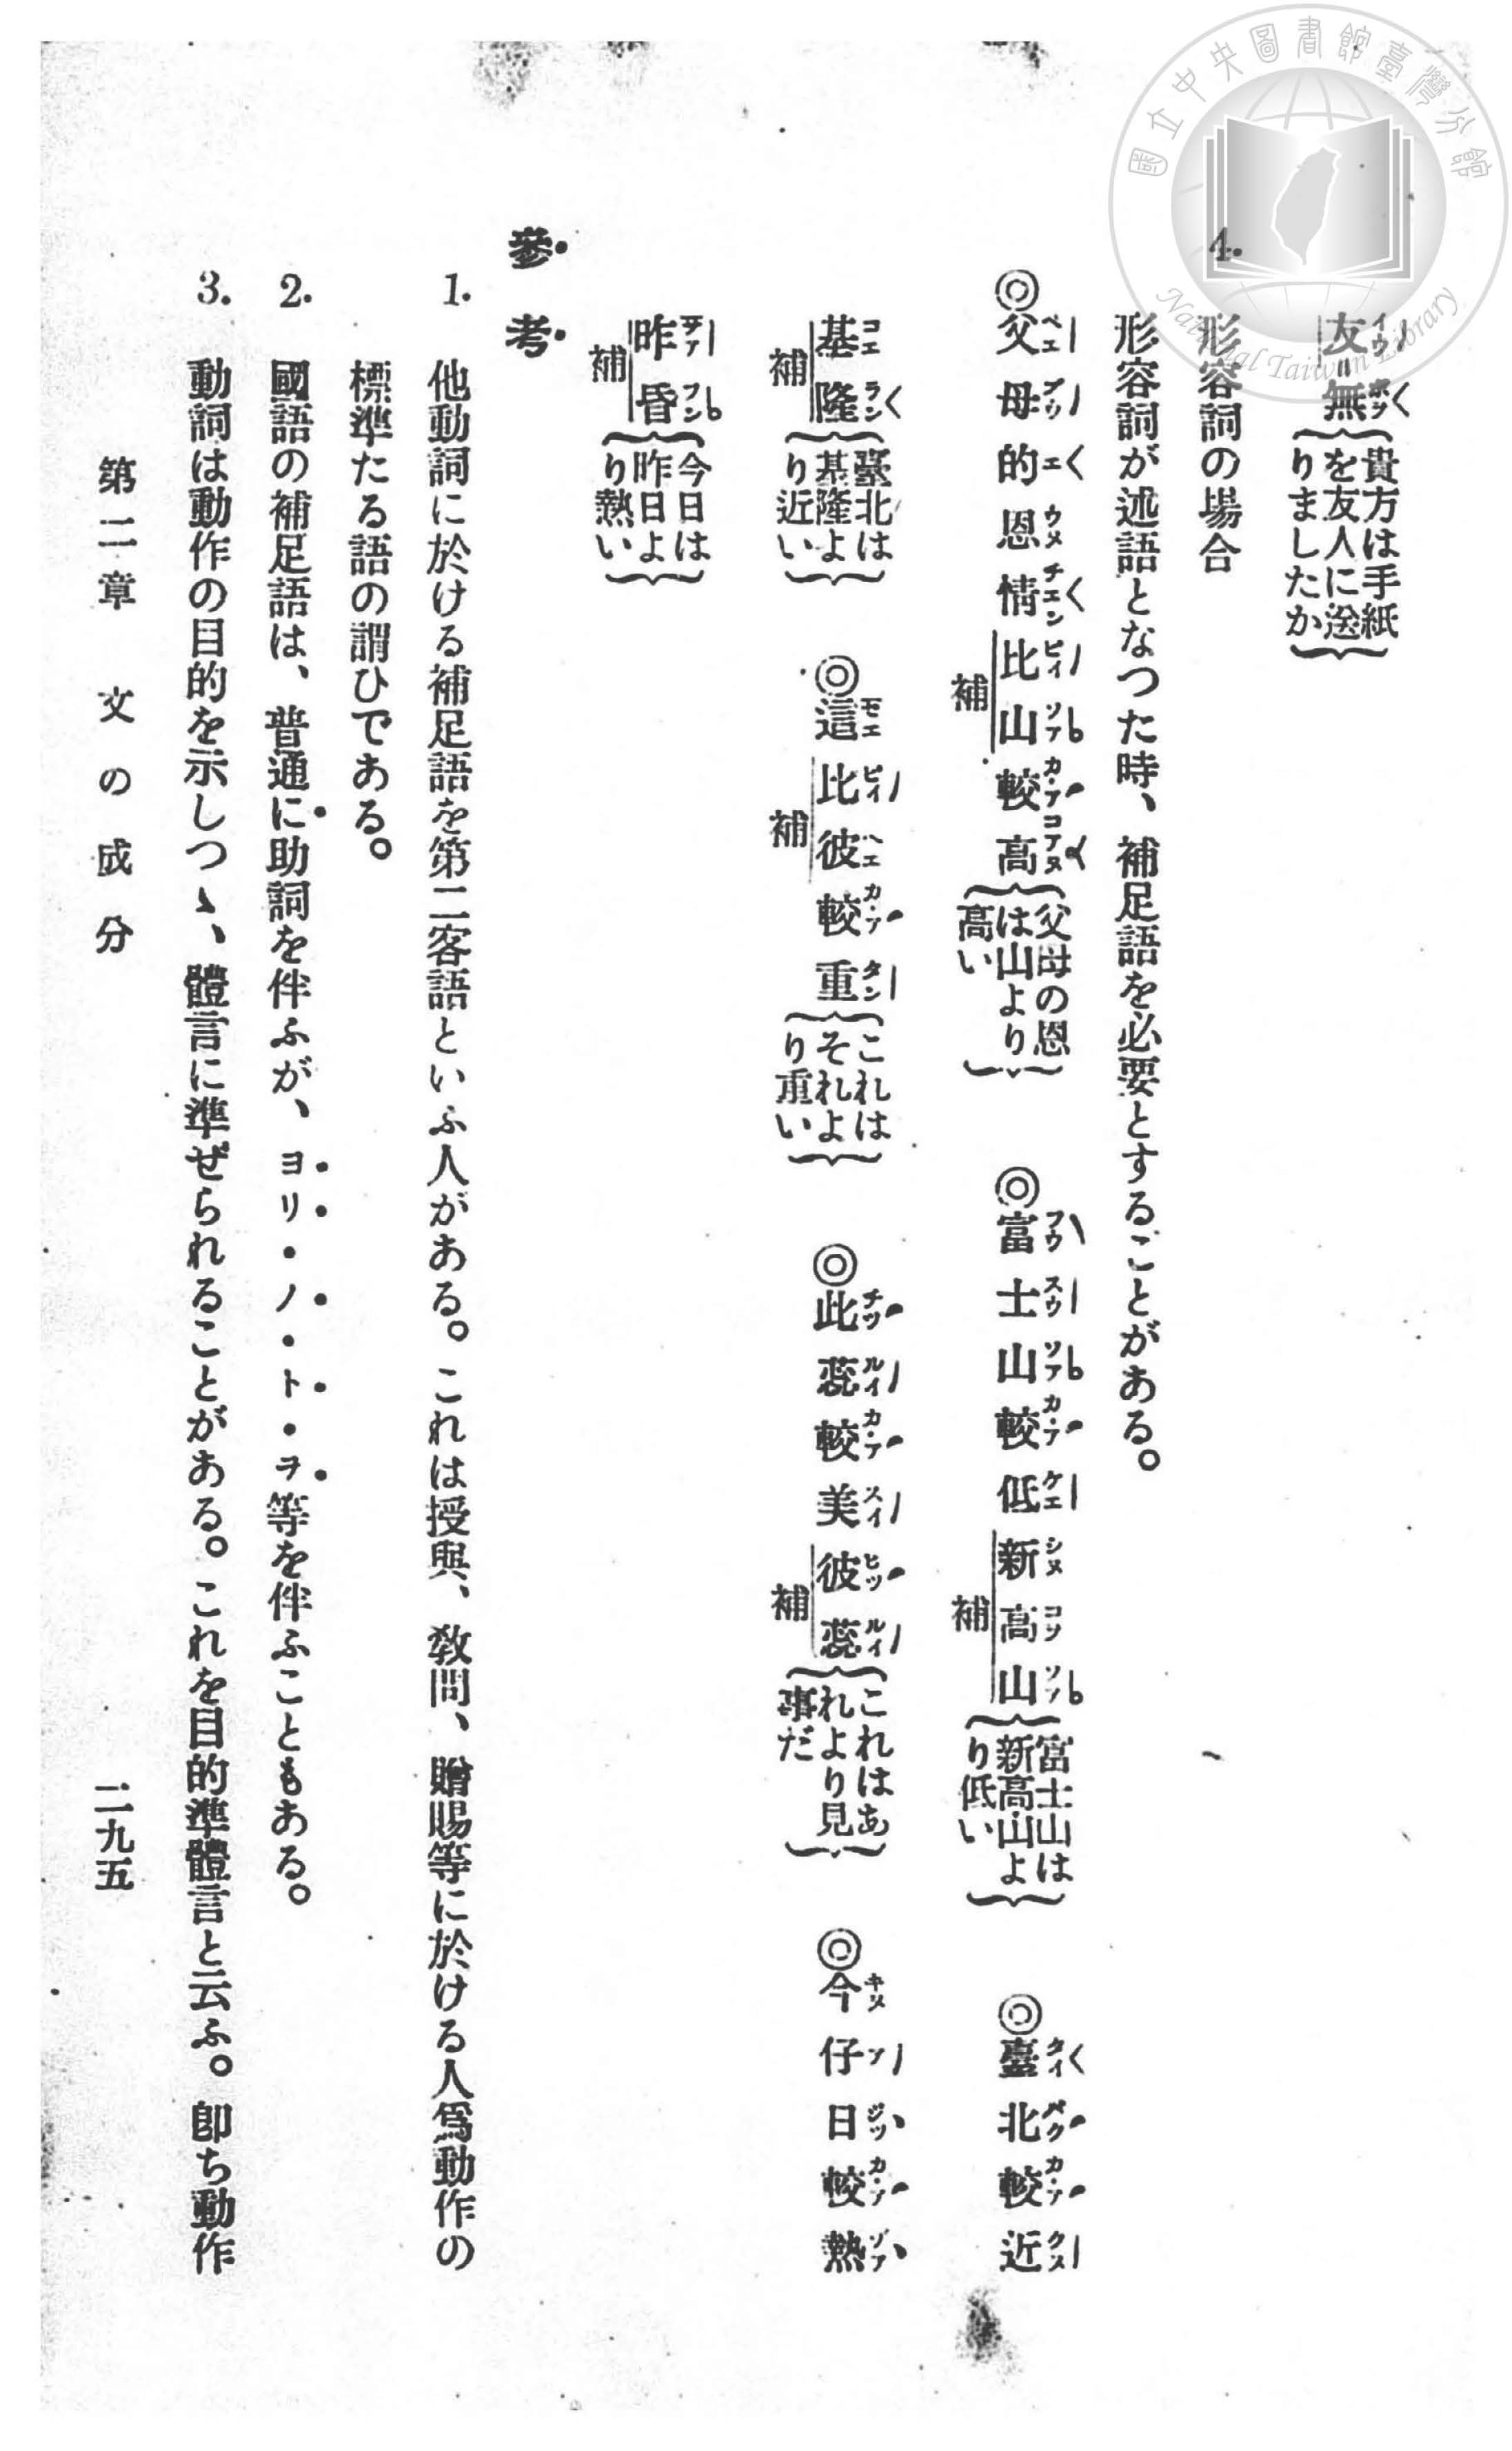 國立中央圖書館臺灣分館
National Taiwan Library
友=無(貴方は手紙を友人に送りましたか)
4. 形容詞の場合
形容詞が述語となつた時、補足語を必要とすることがある。
◎父母的恩情比山較高(父母の恩は山より高い) ◎富士山較低新高山(富士山は新高山より低い) ◎臺北較近
補 補
基隆(臺北は基隆より近い) ◎這比彼較重(これはそれより重い) ◎此蕊較美彼蕊(これはあれより見事だ) ◎今仔日較熱
補 補 補
昨昏(今日は昨日より熱い)
補
參考
1. 他動詞に於ける補足語を第二客語といふ人がある。これは授與、敎問、贈賜等に於ける人爲動作の
標準たる語の謂ひである。
2. 國語の補足語は、普通に助詞を伴ふが、ヨリ・ノ・ト・ヲ等を伴ふこともある。
3. 動詞は動作の目的を示しつゝ、體言に準ぜられることがある。これを目的準體言と云ふ。卽ち動作
第二章 文の成分 二九五